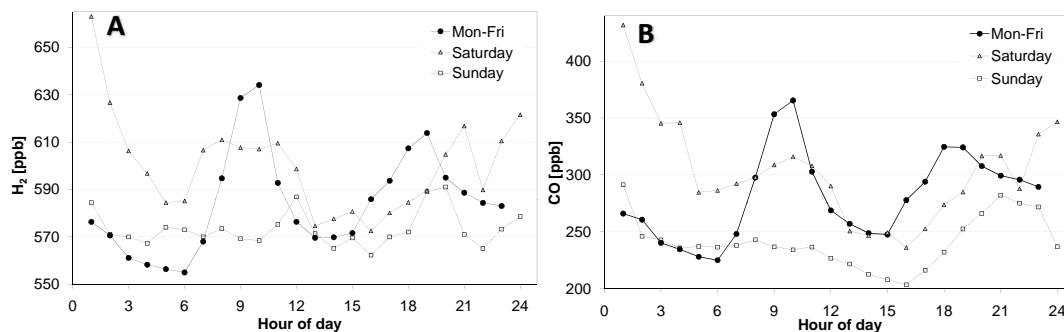 A
Mon-Fri
Saturday
Sunday
H₂ [ppb]
650
630
610
590
570
550
0 3 6 9 12 15 18 21 24
Hour of day
B
Mon-Fri
Saturday
Sunday
CO [ppb]
400
350
300
250
200
0 3 6 9 12 15 18 21 24
Hour of day